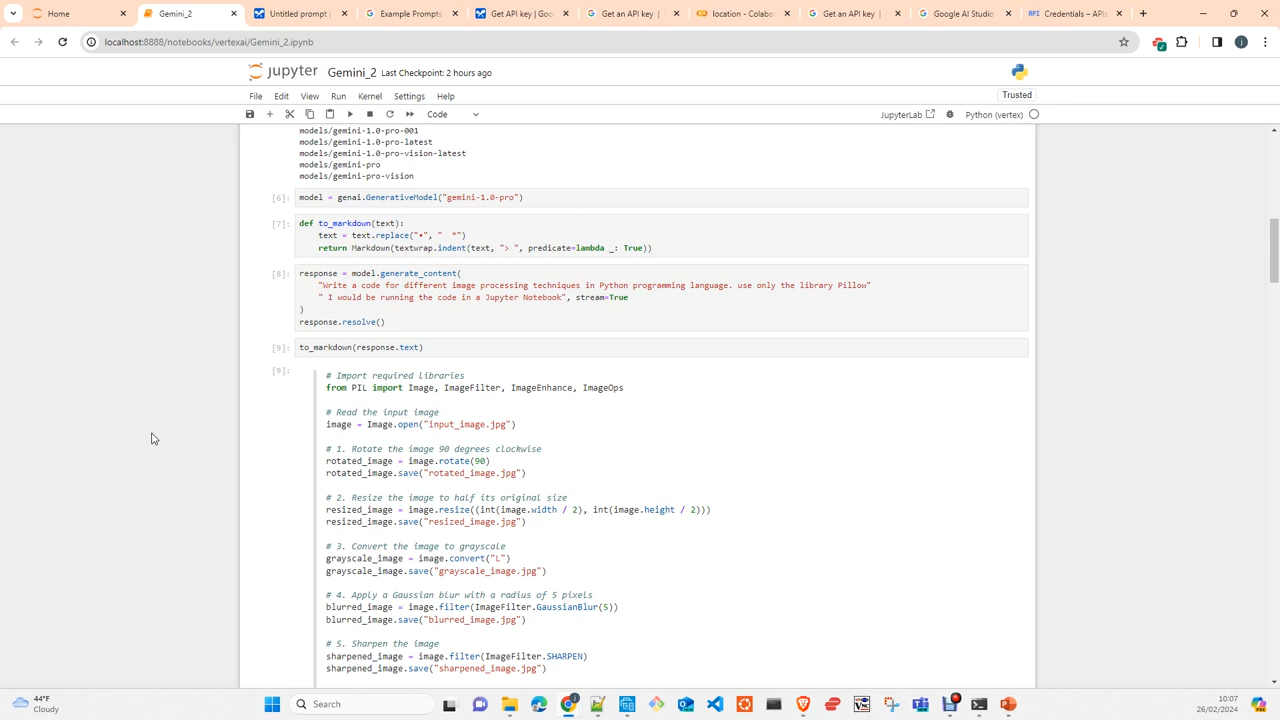 Home
Gemini_2
Untitled prompt |
Example Prompts
Get API key | Goo
Get an API key |
location - Colabo
Get an API key |
Google AI Studio
API Credentials – APIs
localhost:8888/notebooks/vertexai/Gemini_2.ipynb
jupyter Gemini_2 Last Checkpoint: 2 hours ago
File Edit View Run Kernel Settings Help
Trusted
Code
JupyterLab
Python (vertex)
models/gemini-1.0-pro-001
models/gemini-1.0-pro-latest
models/gemini-1.0-pro-vision-latest
models/gemini-pro
models/gemini-pro-vision
[6]: model = genai.GenerativeModel("gemini-1.0-pro")
[7]: def to_markdown(text):
text = text.replace("•", "  *")
return Markdown(textwrap.indent(text, "> ", predicate=lambda _: True))
[8]: response = model.generate_content(
"Write a code for different image processing techniques in Python programming language. use only the library Pillow"
" I would be running the code in a Jupyter Notebook", stream=True
)
response.resolve()
[9]: to_markdown(response.text)
[9]:
# Import required libraries
from PIL import Image, ImageFilter, ImageEnhance, ImageOps
# Read the input image
image = Image.open("input_image.jpg")
# 1. Rotate the image 90 degrees clockwise
rotated_image = image.rotate(90)
rotated_image.save("rotated_image.jpg")
# 2. Resize the image to half its original size
resized_image = image.resize((int(image.width / 2), int(image.height / 2)))
resized_image.save("resized_image.jpg")
# 3. Convert the image to grayscale
grayscale_image = image.convert("L")
grayscale_image.save("grayscale_image.jpg")
# 4. Apply a Gaussian blur with a radius of 5 pixels
blurred_image = image.filter(ImageFilter.GaussianBlur(5))
blurred_image.save("blurred_image.jpg")
# 5. Sharpen the image
sharpened_image = image.filter(ImageFilter.SHARPEN)
sharpened_image.save("sharpened_image.jpg")
44°F
Cloudy
Search
10:07
26/02/2024